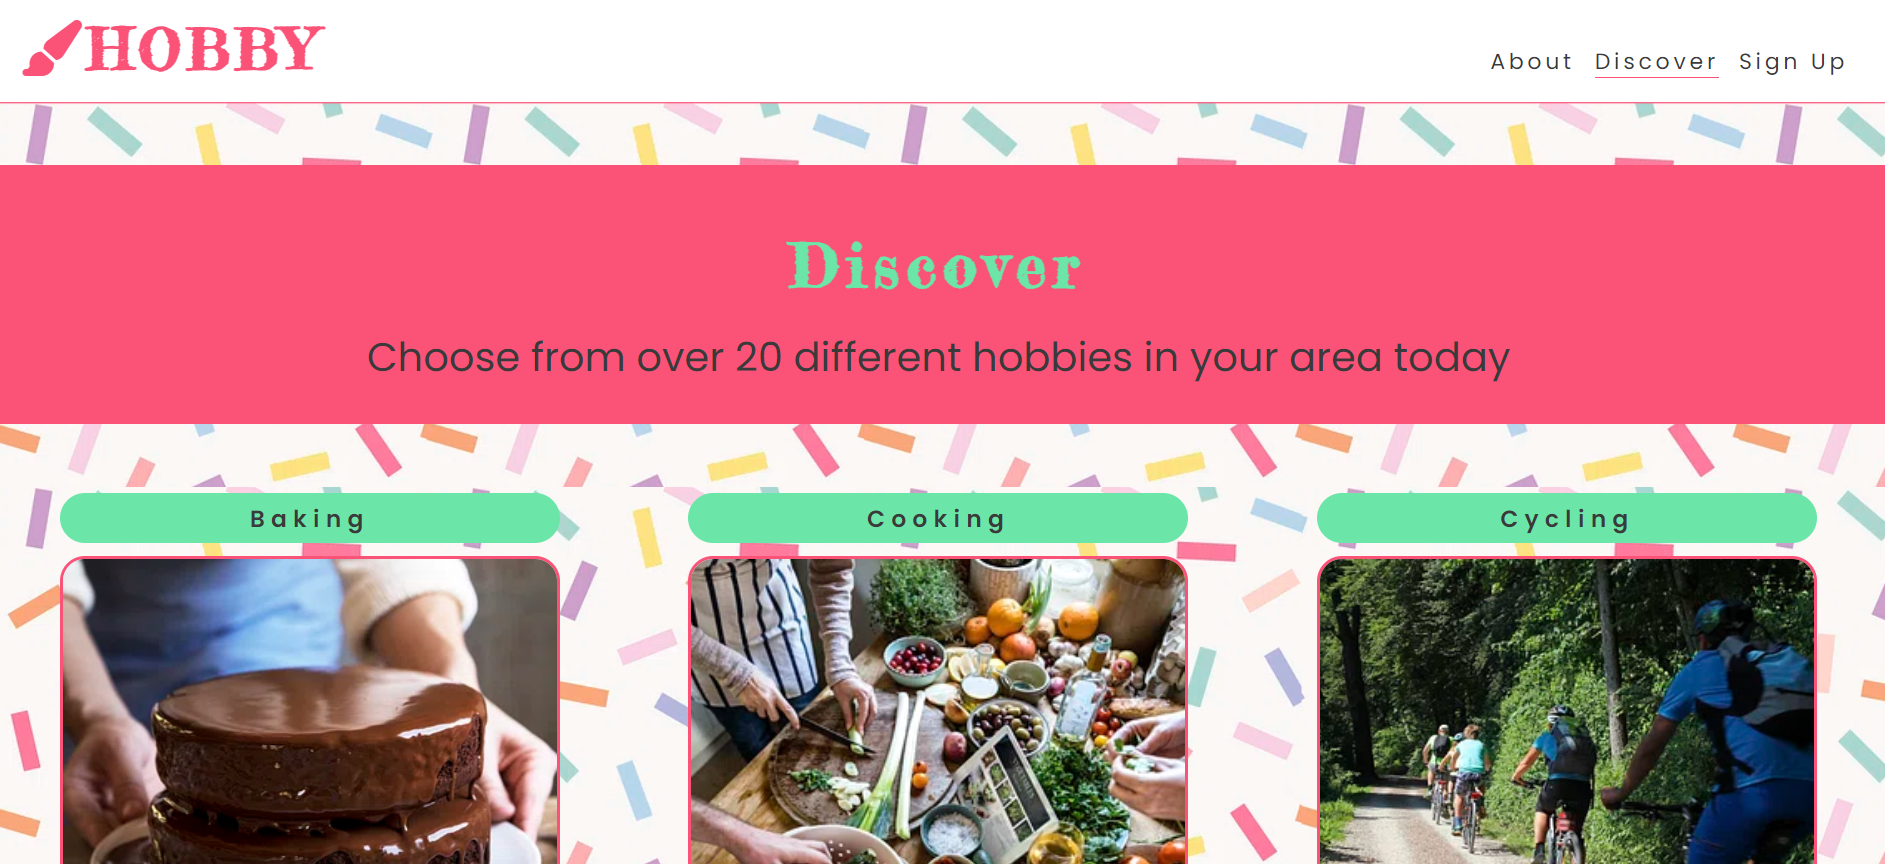 HOBBY
About Discover Sign Up
Discover
Choose from over 20 different hobbies in your area today
Baking Cooking Cycling